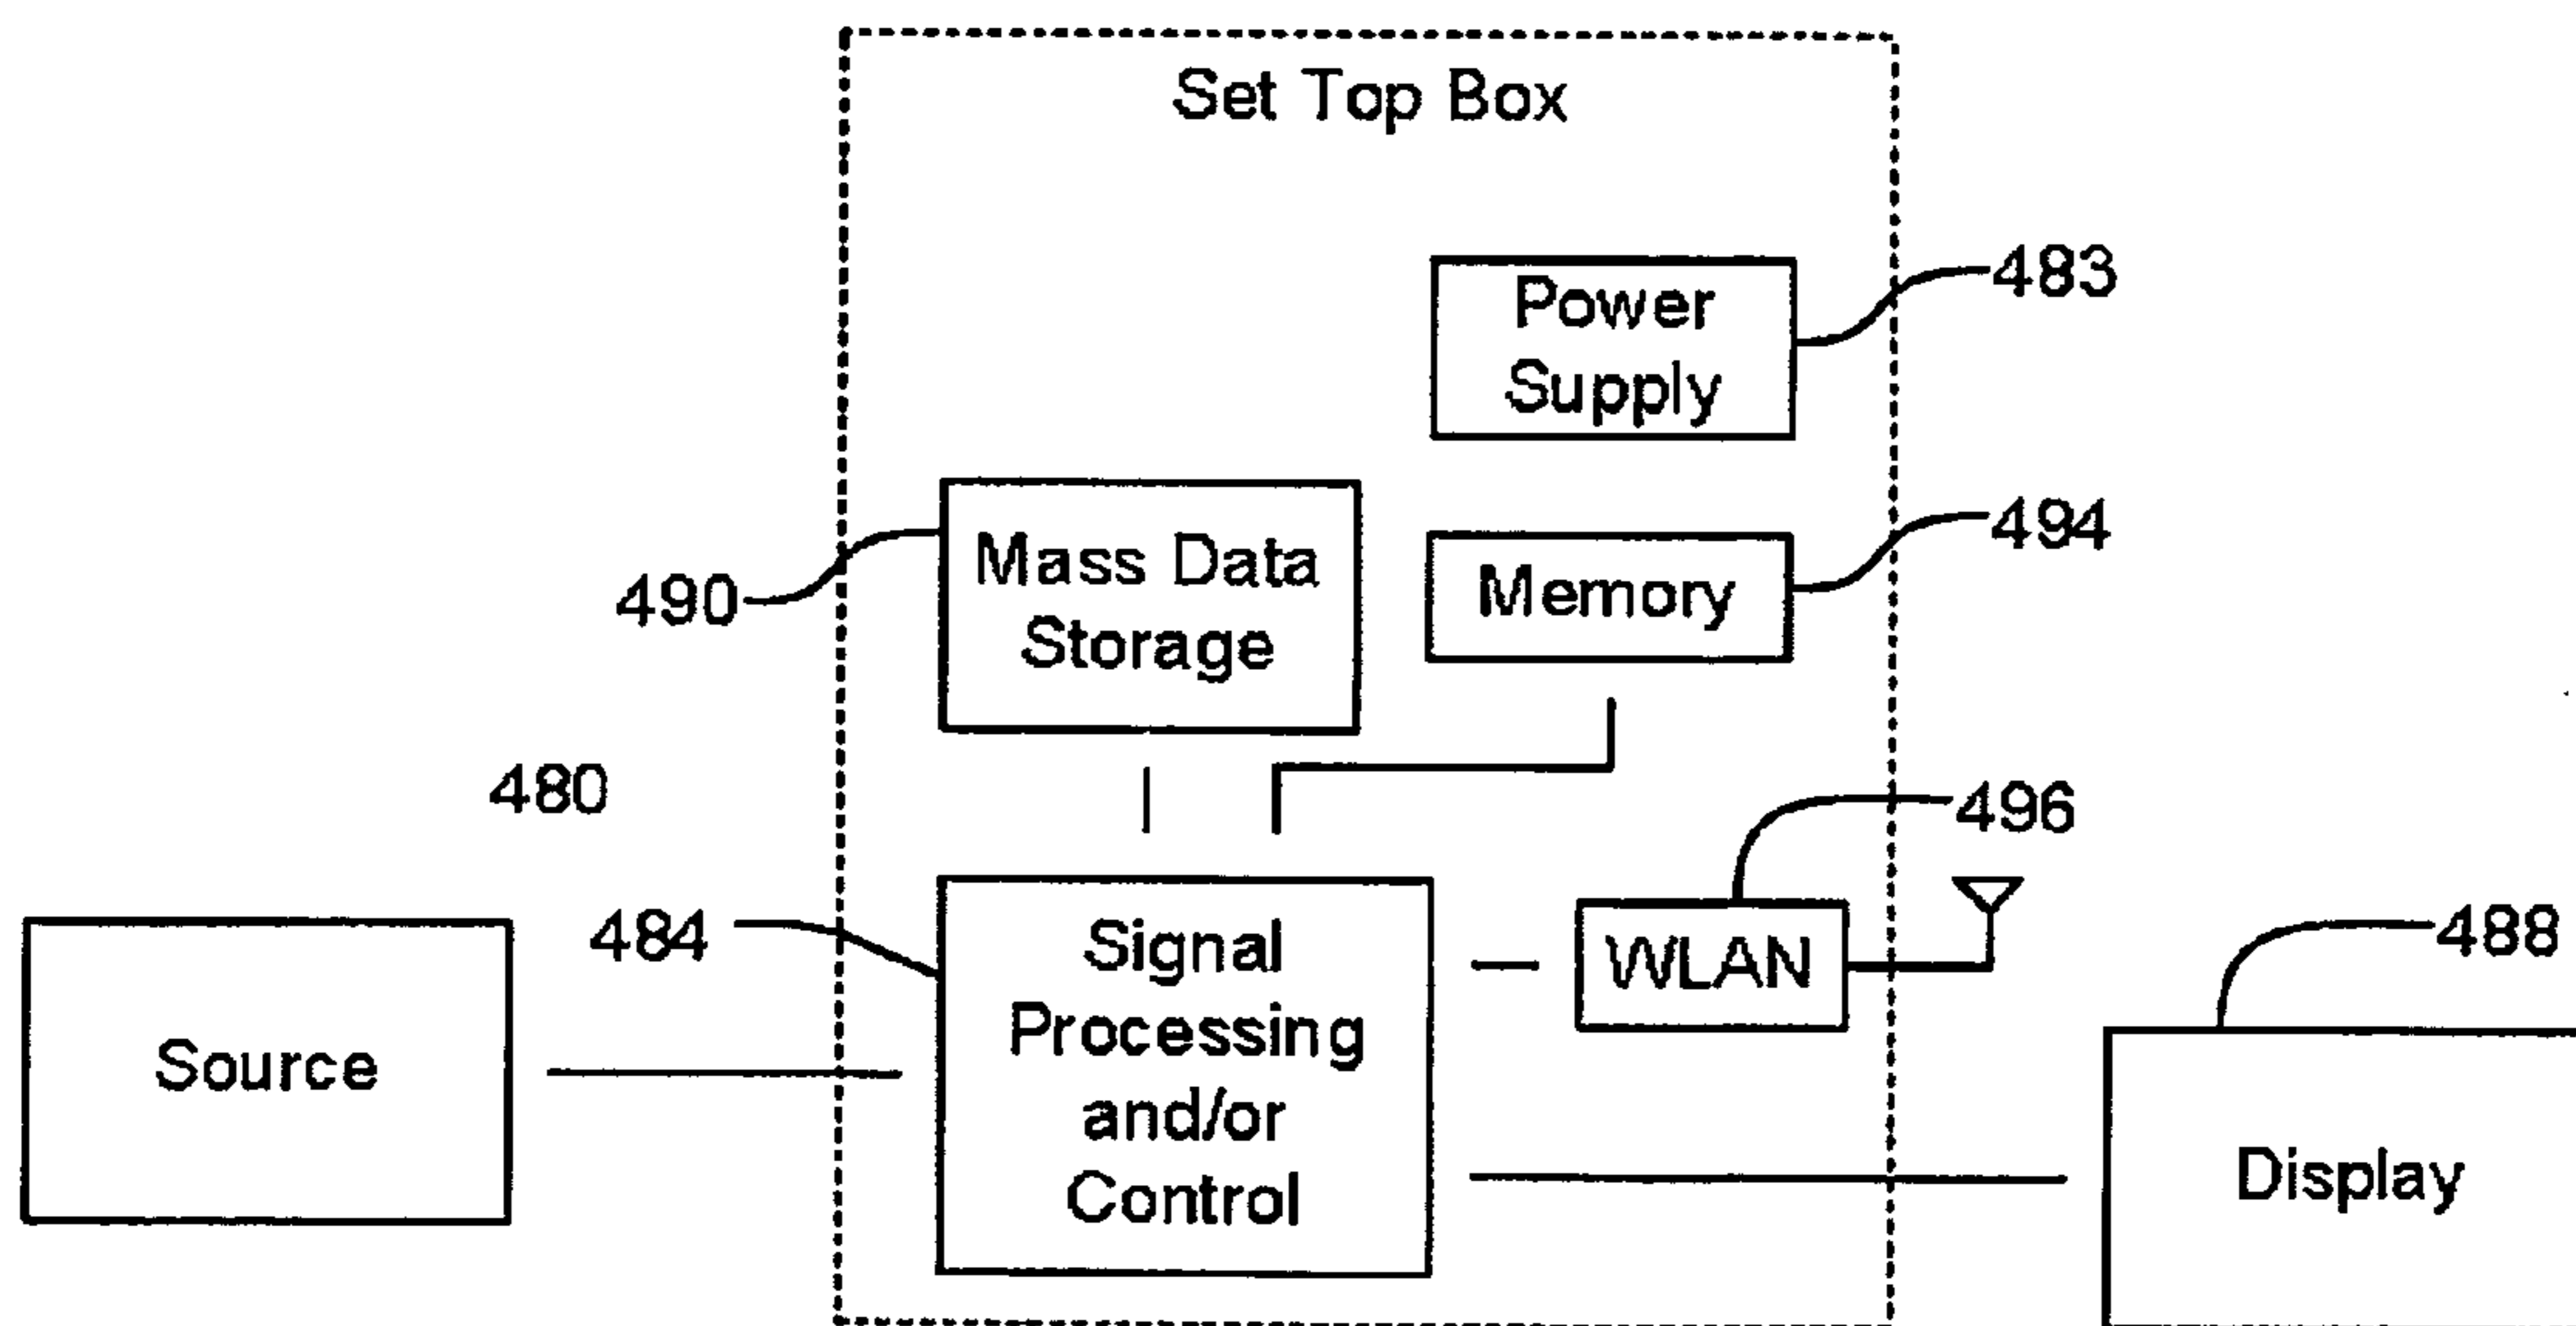 Set Top Box
Power
Supply
483
Mass Data
Storage
490
Memory
494
480
496
484
Signal
Processing
and/or
Control
WLAN
488
Source
Display